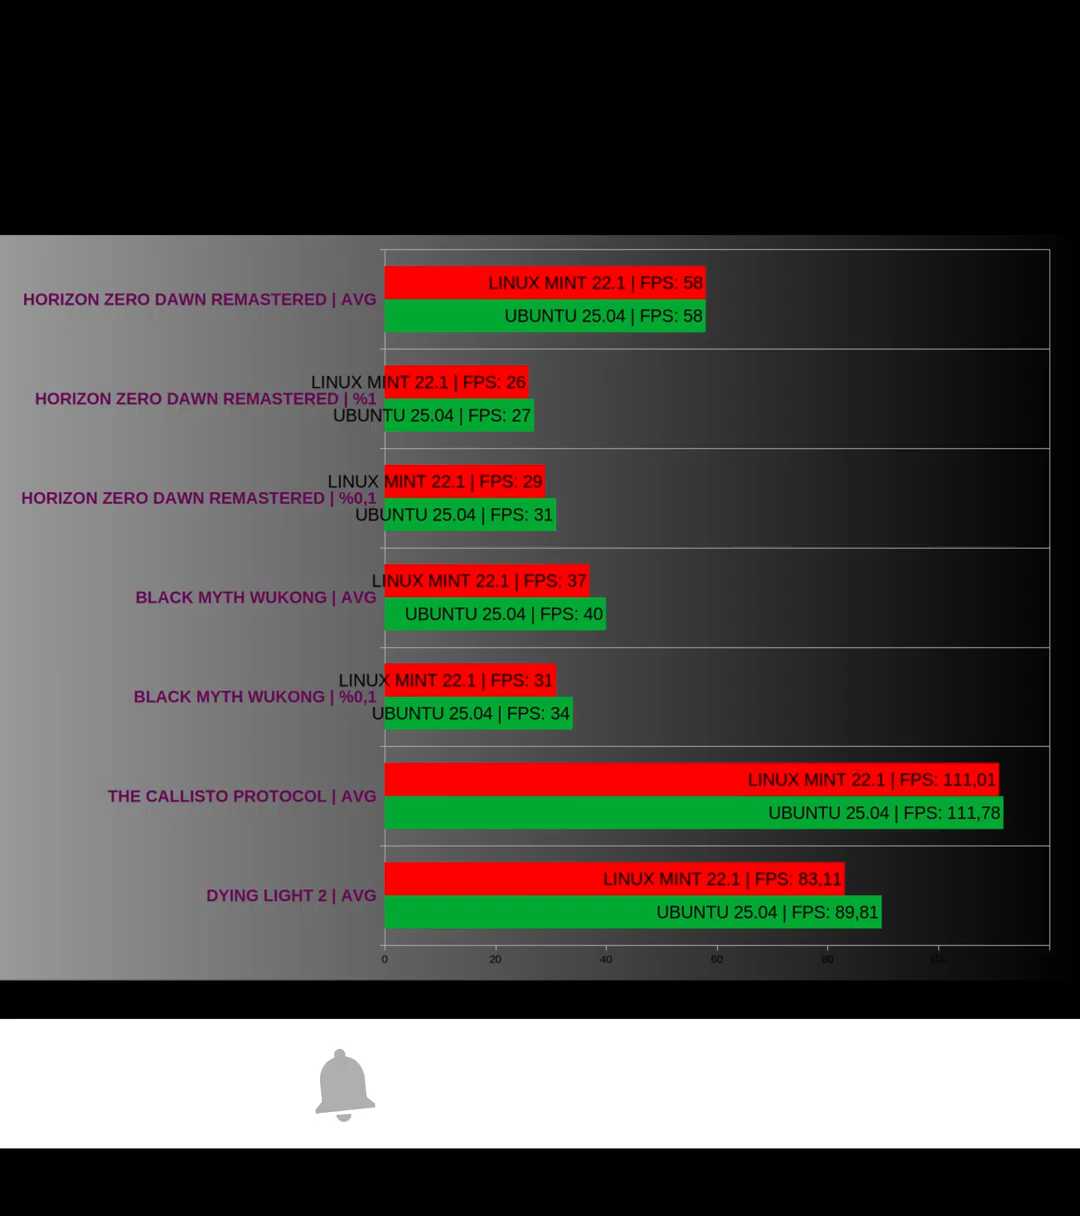 HORIZON ZERO DAWN REMASTERED | AVG
LINUX MINT 22.1 | FPS: 58
UBUNTU 25.04 | FPS: 58
HORIZON ZERO DAWN REMASTERED | %1
LINUX MINT 22.1 | FPS: 26
UBUNTU 25.04 | FPS: 27
HORIZON ZERO DAWN REMASTERED | %0,1
LINUX MINT 22.1 | FPS: 29
UBUNTU 25.04 | FPS: 31
BLACK MYTH WUKONG | AVG
LINUX MINT 22.1 | FPS: 37
UBUNTU 25.04 | FPS: 40
BLACK MYTH WUKONG | %0,1
LINUX MINT 22.1 | FPS: 31
UBUNTU 25.04 | FPS: 34
THE CALLISTO PROTOCOL | AVG
LINUX MINT 22.1 | FPS: 111,01
UBUNTU 25.04 | FPS: 111,78
DYING LIGHT 2 | AVG
LINUX MINT 22.1 | FPS: 83,11
UBUNTU 25.04 | FPS: 89,81
0 20 40 60 80 100